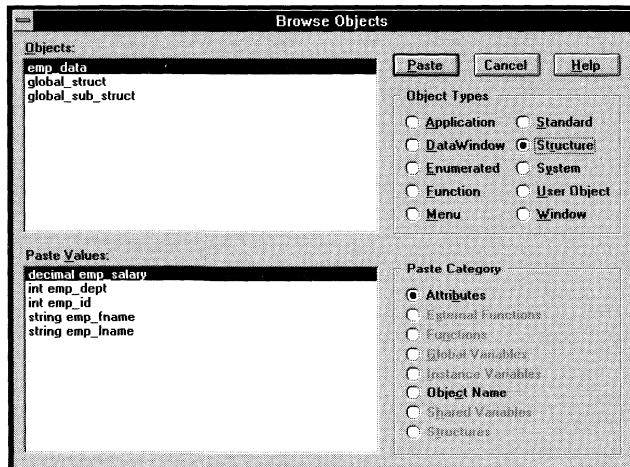 Browse Objects
Objects:
emp_data
global_struct
global_sub_struct
Paste
Cancel
Help
Object Types
Application
Standard
DataWindow
Structure
Enumerated
System
Function
User Object
Menu
Window
Paste Values:
decimal emp_salary
int emp_dept
int emp_id
string emp_fname
string emp_lname
Paste Category
Attributes
External Functions
Functions
Global Variables
Instance Variables
Object Name
Shared Variables
Structures